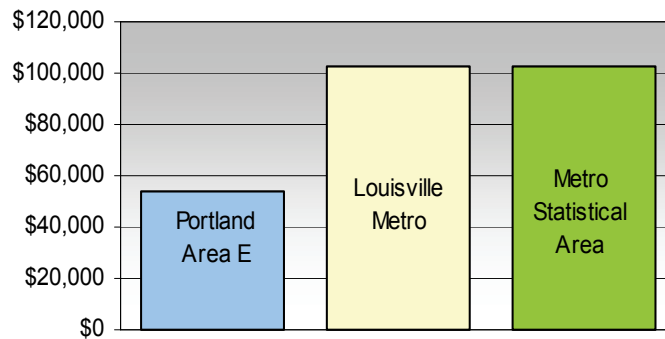 $120,000
$100,000
$80,000
$60,000
$40,000
$20,000
$0
Portland
Area E
Louisville
Metro
Metro
Statistical
Area